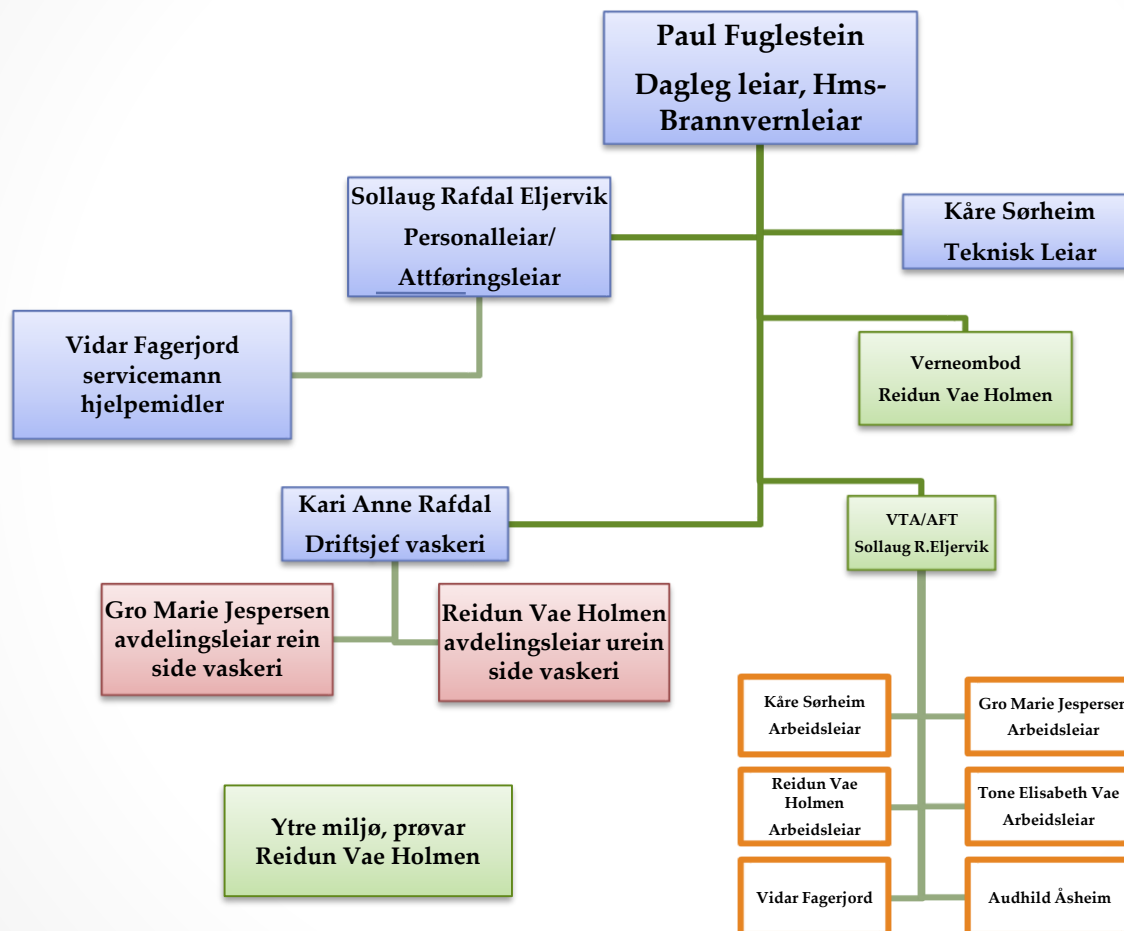 Paul Fuglestein
Dagleg leiar, Hms-
Brannvernleiar
Sollaug Rafdal Eljervik
Personalleiar/
Attføringsleiar
Kåre Sørheim
Teknisk Leiar
Vidar Fagerjord
servicemann
hjelpemidler
Verneombod
Reidun Vae Holmen
Kari Anne Rafdal
Driftsjef vaskeri
VTA/AFT
Sollaug R.Eljervik
Gro Marie Jespersen
avdelingsleiar rein
side vaskeri
Reidun Vae Holmen
avdelingsleiar urein
side vaskeri
Kåre Sørheim
Arbeidsleiar
Gro Marie Jespersen
Arbeidsleiar
Reidun Vae
Holmen
Arbeidsleiar
Tone Elisabeth Vae
Arbeidsleiar
Vidar Fagerjord
Audhild Åsheim
Ytre miljø, prøvar
Reidun Vae Holmen